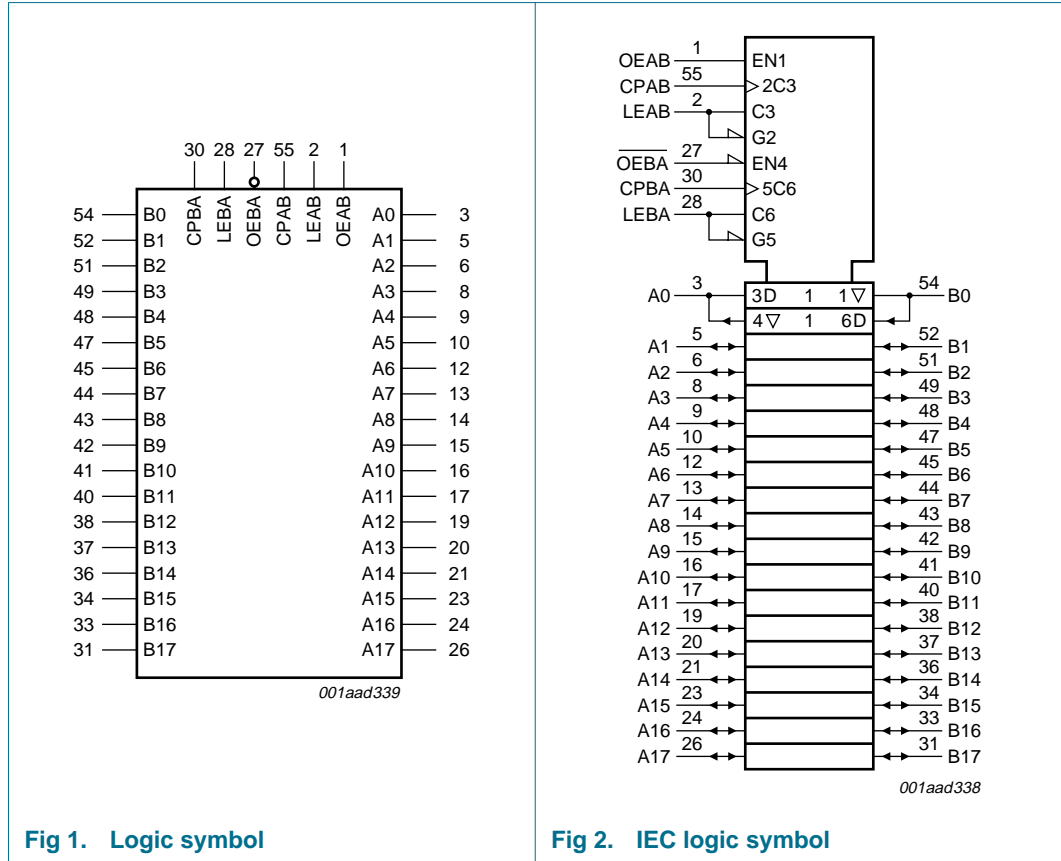 30 28 27 55 2 1
CPBA LEBA OEBA CPAB LEAB OEAB
54 B0 A0 3
52 B1 A1 5
51 B2 A2 6
49 B3 A3 8
48 B4 A4 9
47 B5 A5 10
45 B6 A6 12
44 B7 A7 13
43 B8 A8 14
42 B9 A9 15
41 B10 A10 16
40 B11 A11 17
38 B12 A12 19
37 B13 A13 20
36 B14 A14 21
34 B15 A15 23
33 B16 A16 24
31 B17 A17 26
001aad339
Fig 1. Logic symbol
OEAB 1 EN1
CPAB 55 2C3
LEAB 2 C3
G2
OEBA 27 EN4
CPBA 30 5C6
LEBA 28 C6
G5
A0 3 3D 1 1▽ 54 B0
4▽ 1 6D
A1 5 52 B1
A2 6 51 B2
A3 8 49 B3
A4 9 48 B4
A5 10 47 B5
A6 12 45 B6
A7 13 44 B7
A8 14 43 B8
A9 15 42 B9
A10 16 41 B10
A11 17 40 B11
A12 19 38 B12
A13 20 37 B13
A14 21 36 B14
A15 23 34 B15
A16 24 33 B16
A17 26 31 B17
001aad338
Fig 2. IEC logic symbol